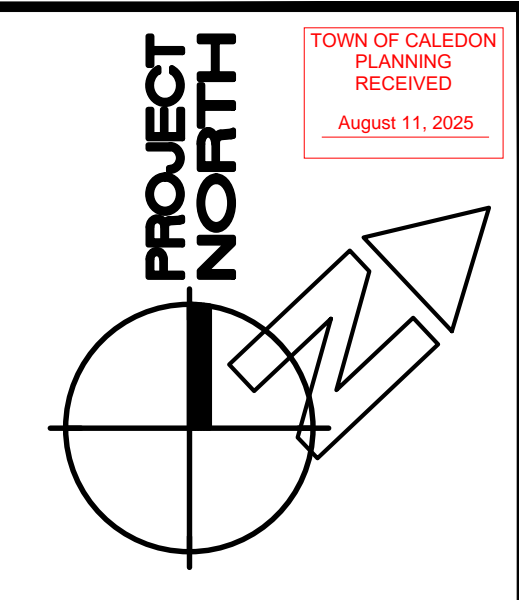 PROJECT
NORTH
TOWN OF CALEDON
PLANNING
RECEIVED
August 11, 2025
N